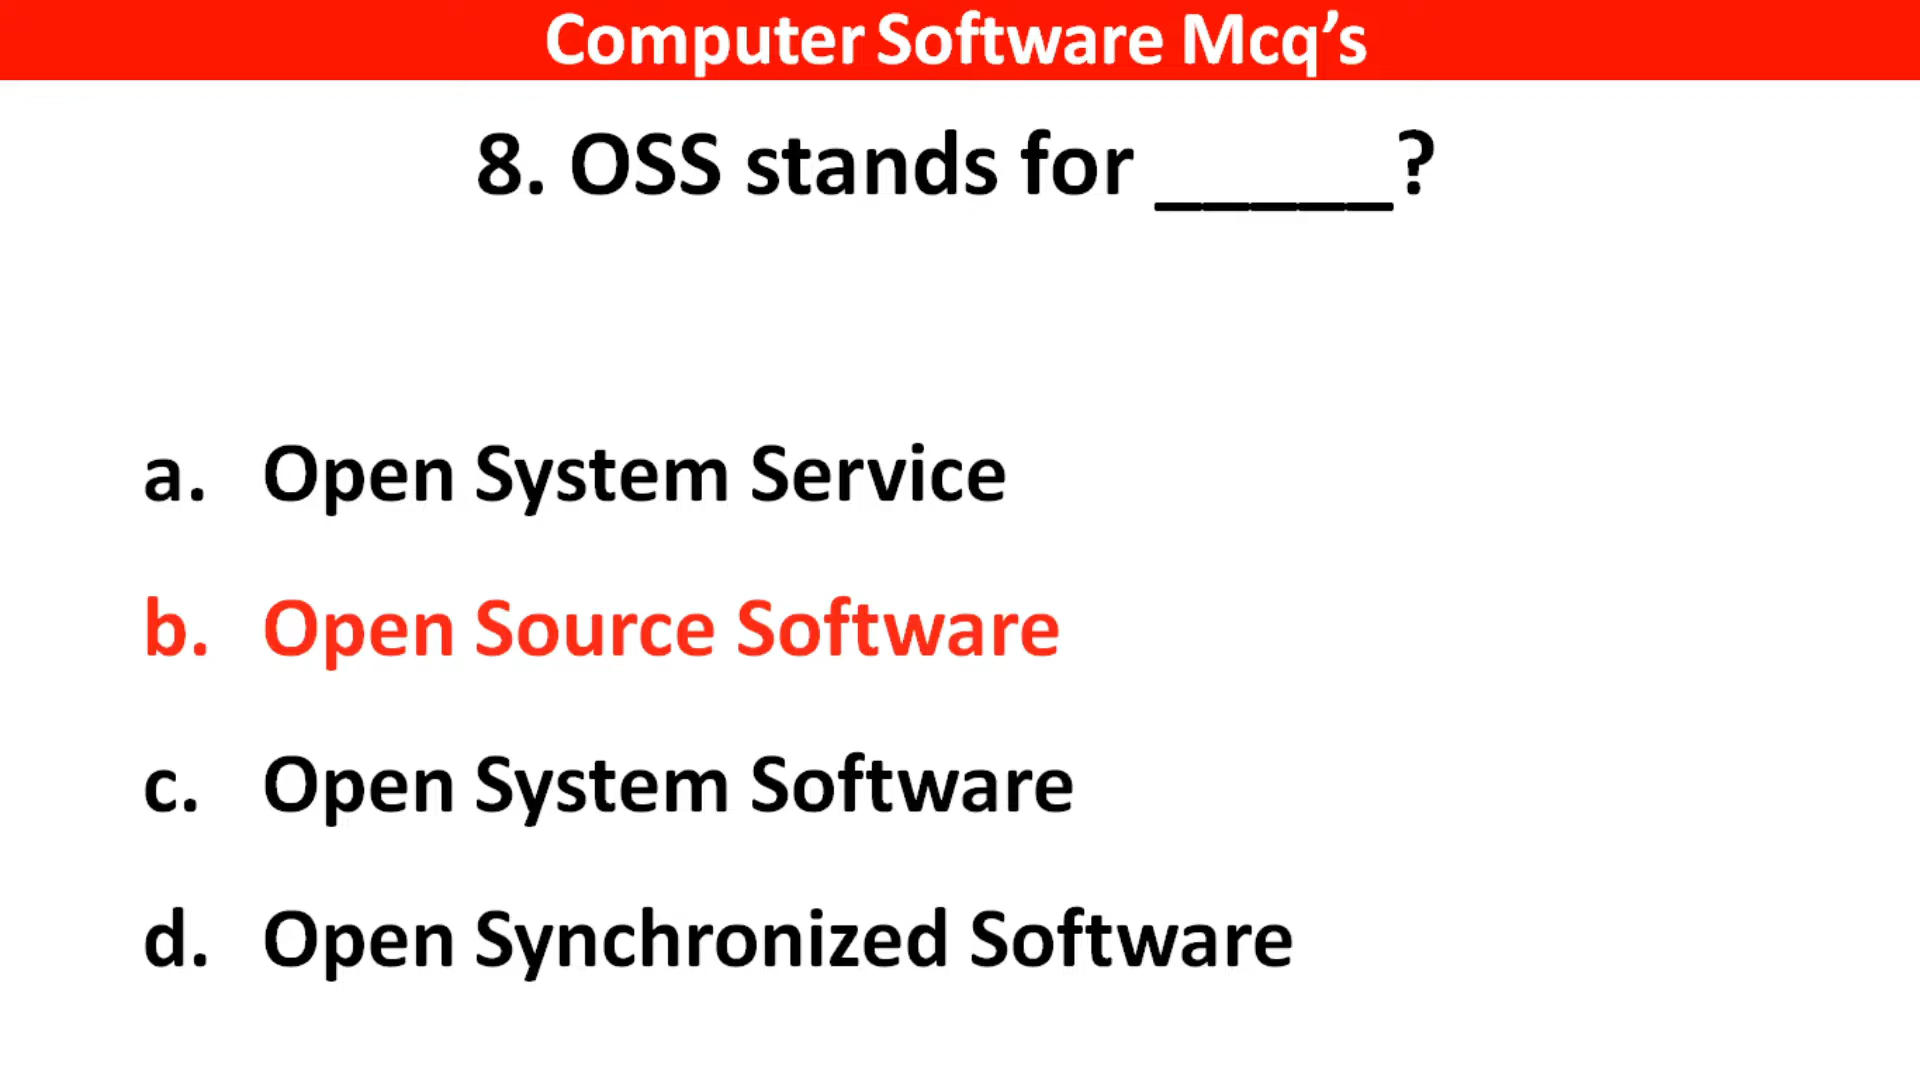 Computer Software Mcq’s
8. OSS stands for _____?
a. Open System Service
b. Open Source Software
c. Open System Software
d. Open Synchronized Software